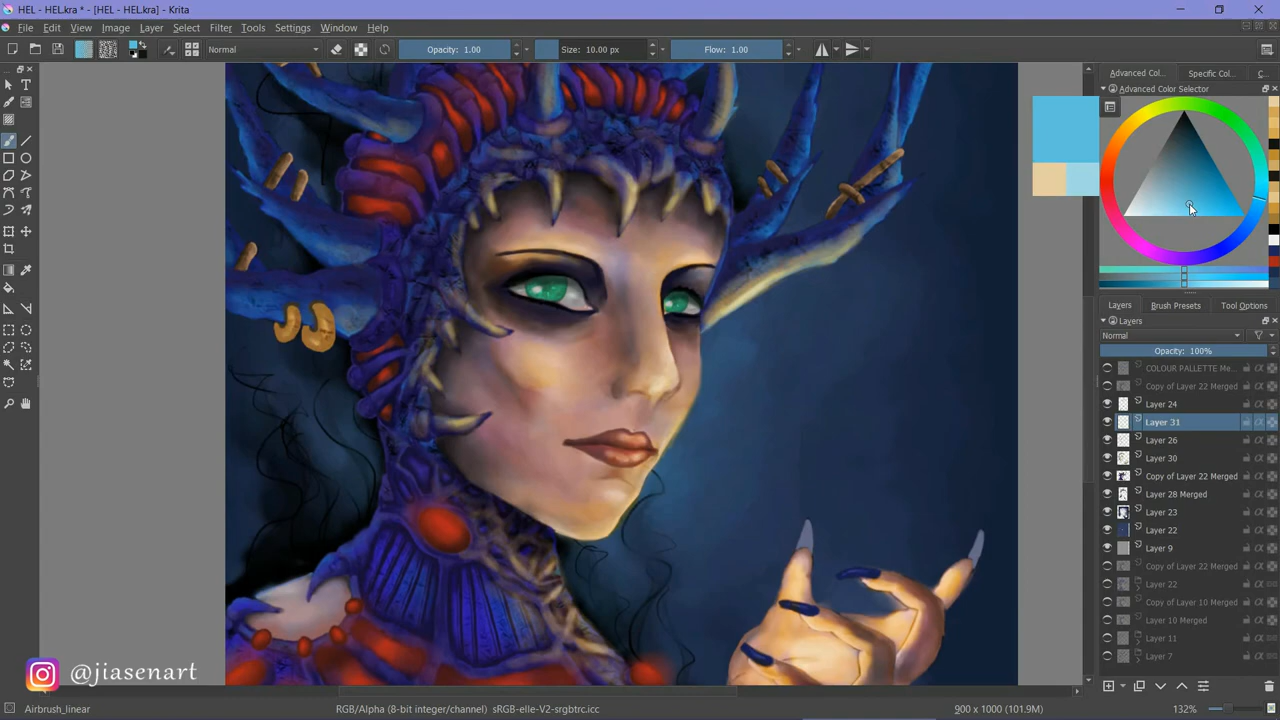 HEL - HEL.kra * - [HEL - HEL.kra] - Krita
File Edit View Image Layer Select Filter Tools Settings Window Help
Normal Opacity: 1.00 Size: 10.00 px Flow: 1.00
Advanced Col... Specific Col... C...
Advanced Color Selector
Layers Brush Presets Tool Options
Layers
Normal
Opacity: 100%
COLOUR PALLETTE Me...
Copy of Layer 22 Merged
Layer 24
Layer 31
Layer 26
Layer 30
Copy of Layer 22 Merged
Layer 28 Merged
Layer 23
Layer 22
Layer 9
Copy of Layer 22 Merged
Layer 22
Copy of Layer 10 Merged
Layer 10 Merged
Layer 11
Layer 7
@jiasenart
Airbrush_linear RGB/Alpha (8-bit integer/channel) sRGB-elle-V2-srgbtrc.icc 900 x 1000 (101.9M) 132%